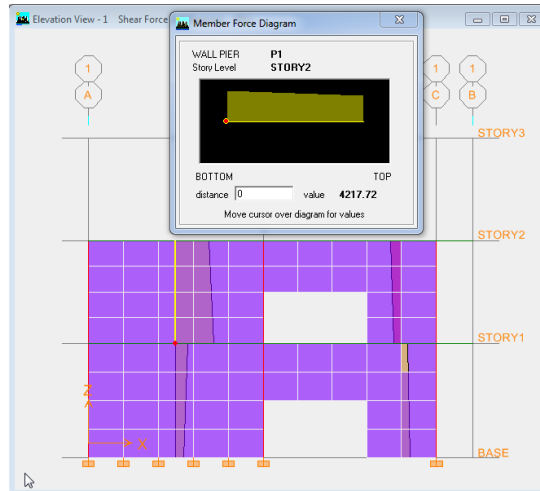 Elevation View - 1 Shear Force
Member Force Diagram
WALL PIER P1
Story Level STORY2
BOTTOM TOP
distance 0 value 4217.72
Move cursor over diagram for values
1 1 1
A C B
STORY3
STORY2
STORY1
Z
X
BASE